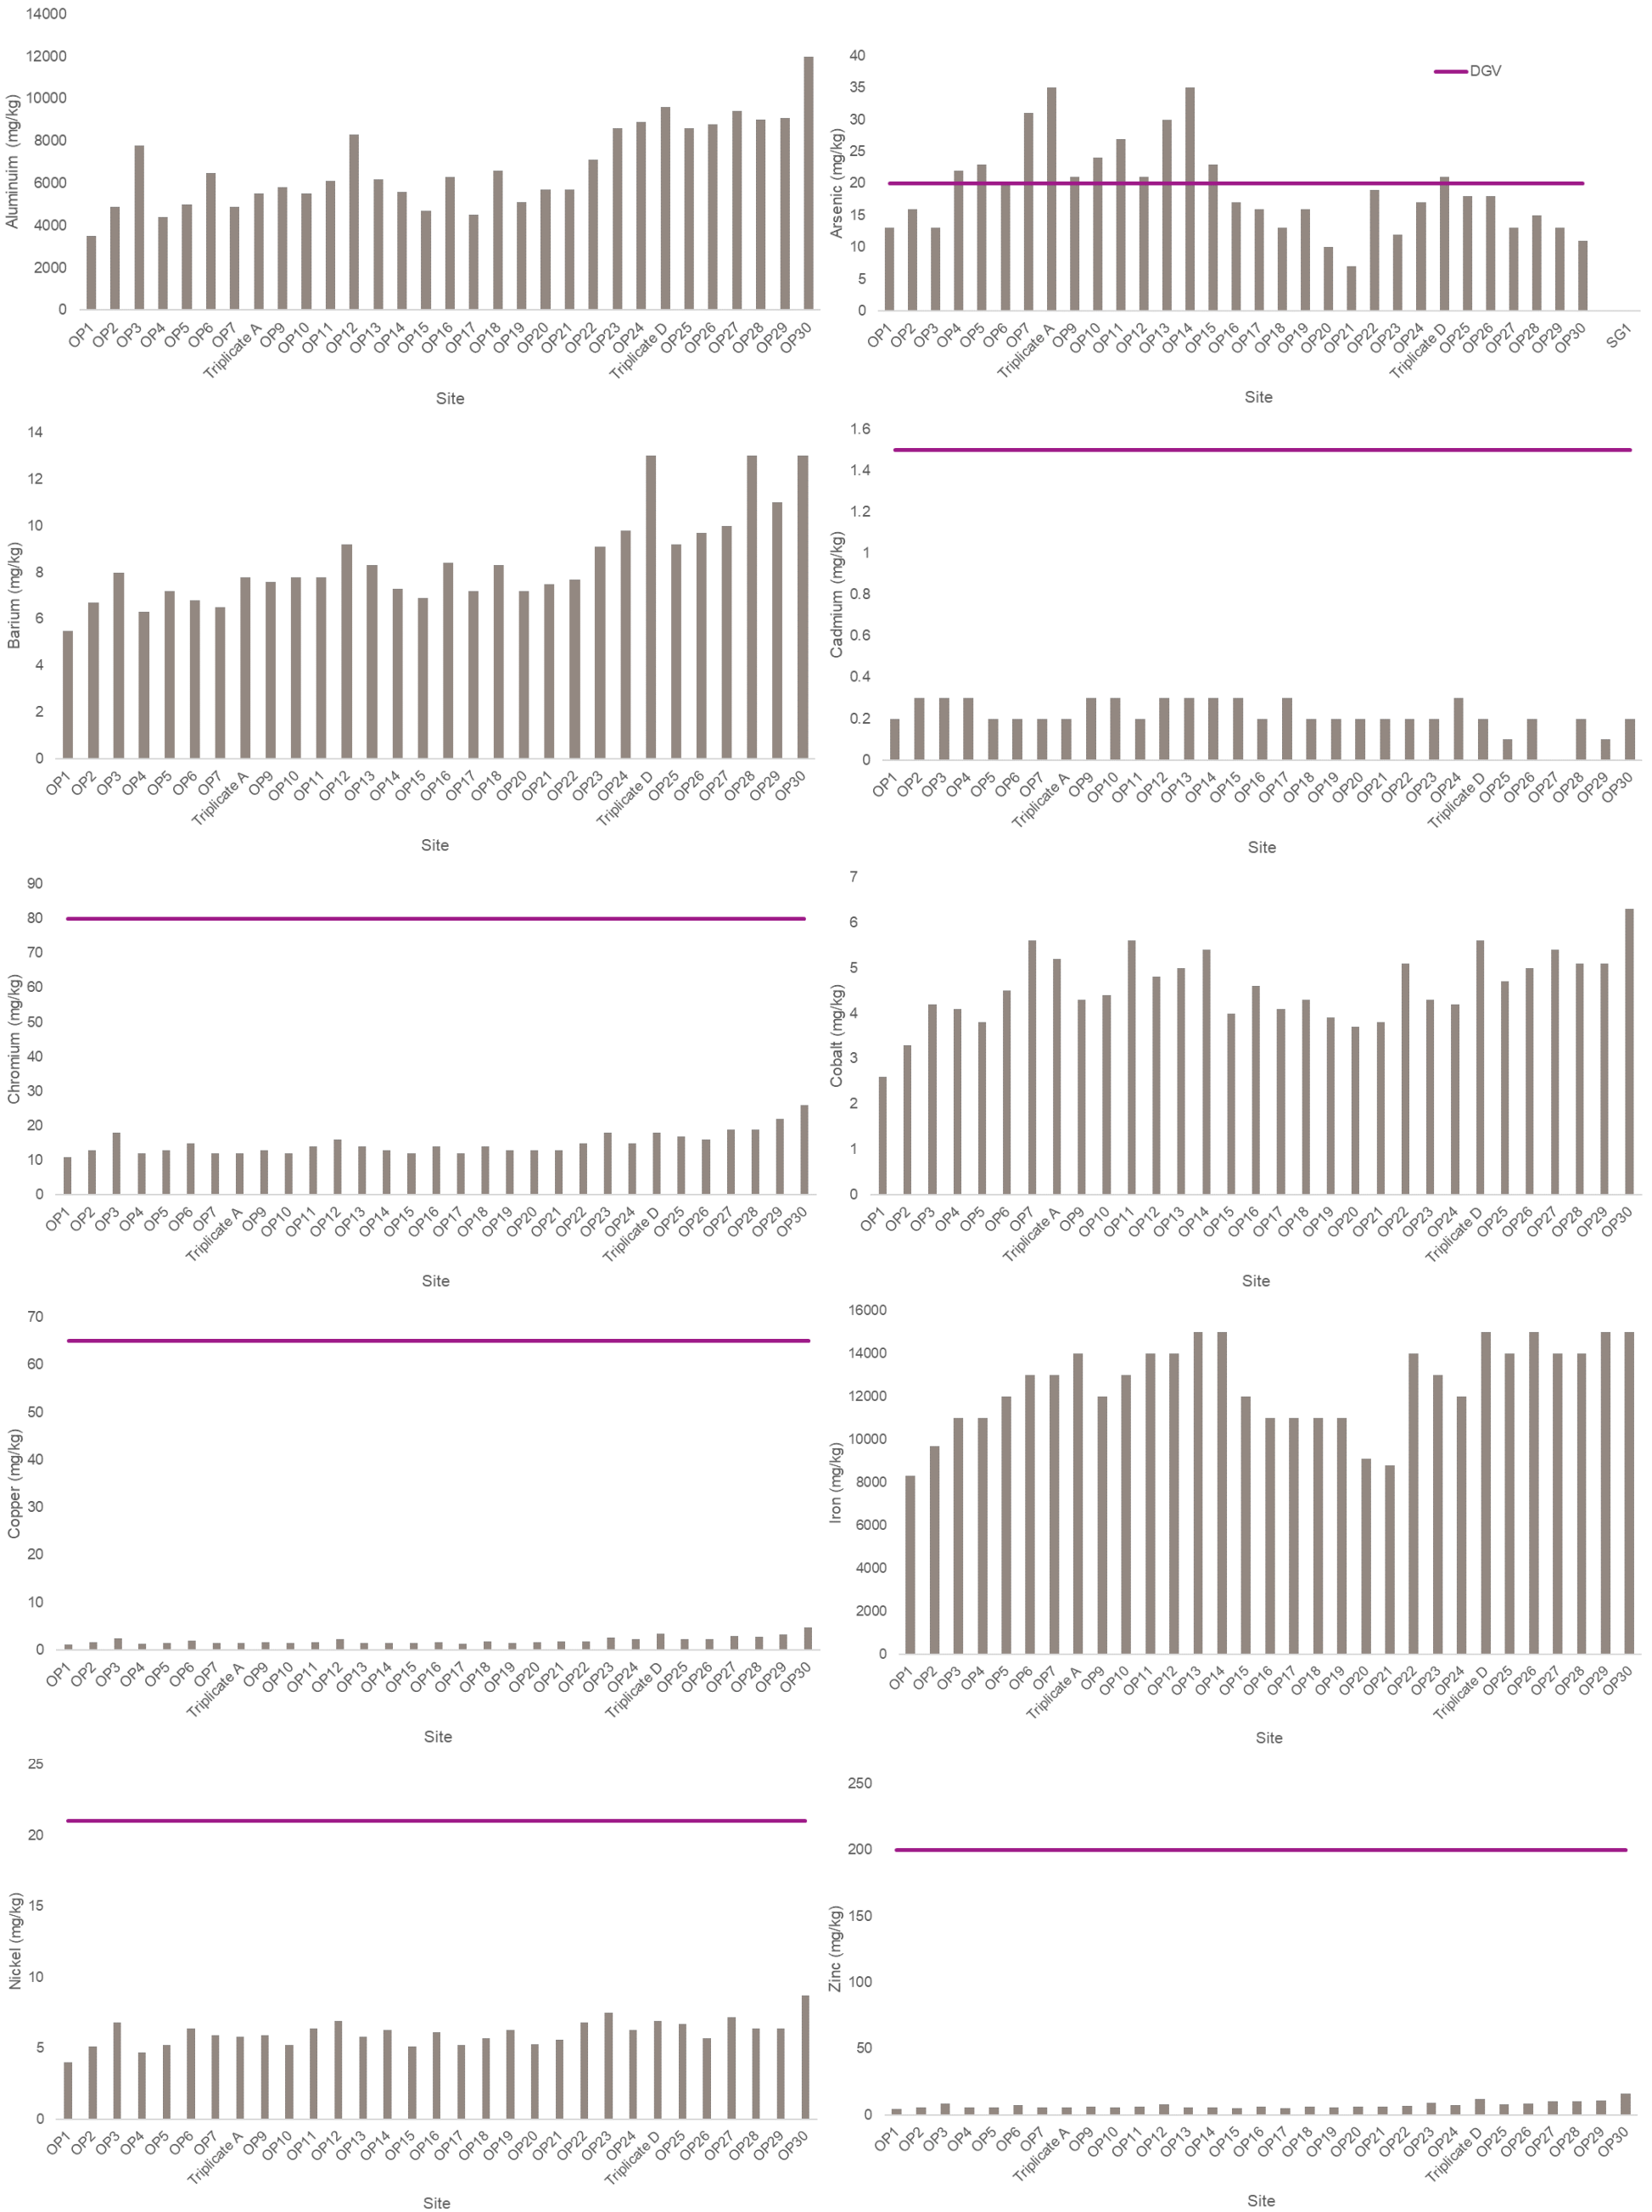 14000
12000
10000
8000
6000
4000
2000
0
Aluminuim (mg/kg)
OP1 OP2 OP3 OP4 OP5 OP6 OP7 Triplicate A OP9 OP10 OP11 OP12 OP13 OP14 OP15 OP16 OP17 OP18 OP19 OP20 OP21 OP22 OP23 OP24 Triplicate D OP25 OP26 OP27 OP28 OP29 OP30
Site
40
35
30
25
20
15
10
5
0
Arsenic (mg/kg)
DGV
OP1 OP2 OP3 OP4 OP5 OP6 OP7 Triplicate A OP9 OP10 OP11 OP12 OP13 OP14 OP15 OP16 OP17 OP18 OP19 OP20 OP21 OP22 OP23 OP24 Triplicate D OP25 OP26 OP27 OP28 OP29 OP30 SG1
Site
14
12
10
8
6
4
2
0
Barium (mg/kg)
OP1 OP2 OP3 OP4 OP5 OP6 OP7 Triplicate A OP9 OP10 OP11 OP12 OP13 OP14 OP15 OP16 OP17 OP18 OP20 OP21 OP22 OP23 OP24 Triplicate D OP25 OP26 OP27 OP28 OP29 OP30
Site
1.6
1.4
1.2
1
0.8
0.6
0.4
0.2
0
Cadmium (mg/kg)
OP1 OP2 OP3 OP4 OP5 OP6 OP7 Triplicate A OP9 OP10 OP11 OP12 OP13 OP14 OP15 OP16 OP17 OP18 OP19 OP20 OP21 OP22 OP23 OP24 Triplicate D OP25 OP26 OP27 OP28 OP29 OP30
Site
90
80
70
60
50
40
30
20
10
0
Chromium (mg/kg)
OP1 OP2 OP3 OP4 OP5 OP6 OP7 Triplicate A OP9 OP10 OP11 OP12 OP13 OP14 OP15 OP16 OP17 OP18 OP19 OP20 OP21 OP22 OP23 OP24 Triplicate D OP25 OP26 OP27 OP28 OP29 OP30
Site
7
6
5
4
3
2
1
0
Cobalt (mg/kg)
OP1 OP2 OP3 OP4 OP5 OP6 OP7 Triplicate A OP9 OP10 OP11 OP12 OP13 OP14 OP15 OP16 OP17 OP18 OP19 OP20 OP21 OP22 OP23 OP24 Triplicate D OP25 OP26 OP27 OP28 OP29 OP30
Site
70
60
50
40
30
20
10
0
Copper (mg/kg)
OP1 OP2 OP3 OP4 OP5 OP6 OP7 Triplicate A OP9 OP10 OP11 OP12 OP13 OP14 OP15 OP16 OP17 OP18 OP19 OP20 OP21 OP22 OP23 OP24 Triplicate D OP25 OP26 OP27 OP28 OP29 OP30
Site
16000
14000
12000
10000
8000
6000
4000
2000
0
Iron (mg/kg)
OP1 OP2 OP3 OP4 OP5 OP6 OP7 Triplicate A OP9 OP10 OP11 OP12 OP13 OP14 OP15 OP16 OP17 OP18 OP19 OP20 OP21 OP22 OP23 OP24 Triplicate D OP25 OP26 OP27 OP28 OP29 OP30
Site
25
20
15
10
5
0
Nickel (mg/kg)
OP1 OP2 OP3 OP4 OP5 OP6 OP7 Triplicate A OP9 OP10 OP11 OP12 OP13 OP14 OP15 OP16 OP17 OP18 OP19 OP20 OP21 OP22 OP23 OP24 Triplicate D OP25 OP26 OP27 OP28 OP29 OP30
Site
250
200
150
100
50
0
Zinc (mg/kg)
OP1 OP2 OP3 OP4 OP5 OP6 OP7 Triplicate A OP9 OP10 OP11 OP12 OP13 OP14 OP15 OP16 OP17 OP18 OP19 OP20 OP21 OP22 OP23 OP24 Triplicate D OP25 OP26 OP27 OP28 OP29 OP30
Site